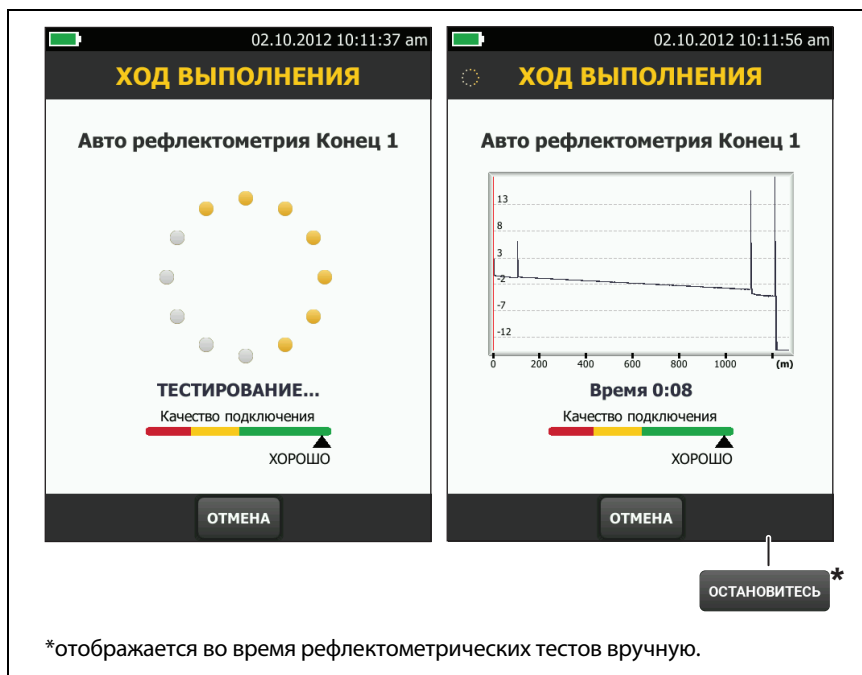 02.10.2012 10:11:37 am
ХОД ВЫПОЛНЕНИЯ
Авто рефлектометрия Конец 1
ТЕСТИРОВАНИЕ...
Качество подключения
ХОРОШО
ОТМЕНА
02.10.2012 10:11:56 am
ХОД ВЫПОЛНЕНИЯ
Авто рефлектометрия Конец 1
13
8
3
-2
-7
-12
0 200 400 600 800 1000 (m)
Время 0:08
Качество подключения
ХОРОШО
ОТМЕНА
ОСТАНОВИТЕСЬ *
*отображается во время рефлектометрических тестов вручную.